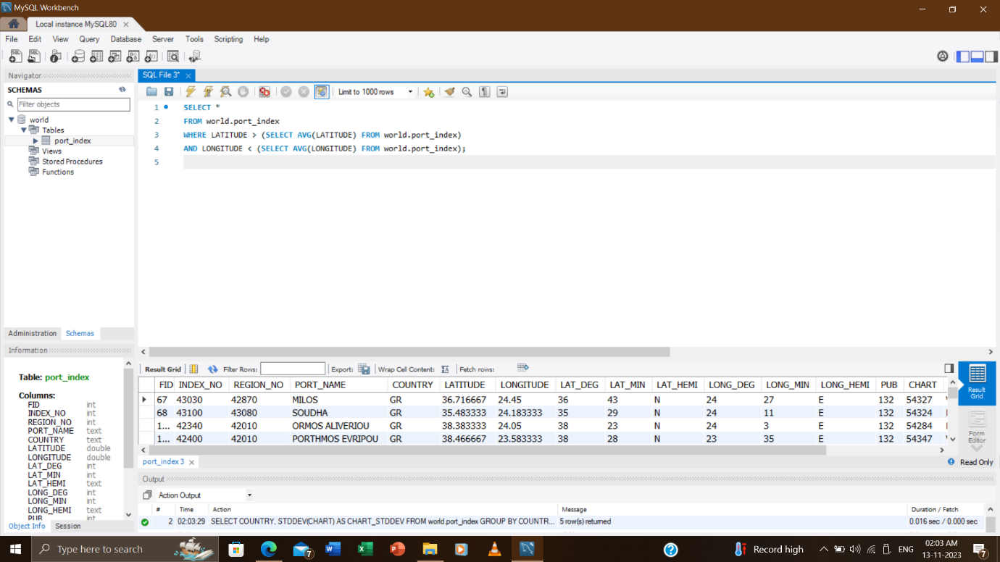 MySQL Workbench
Local instance MySQL80
File Edit View Query Database Server Tools Scripting Help
Navigator
SCHEMAS
Filter objects
world
Tables
port_index
Views
Stored Procedures
Functions
Administration Schemas
Information
Table: port_index
Columns:
FID int
INDEX_NO int
REGION_NO int
PORT_NAME text
COUNTRY text
LATITUDE double
LONGITUDE double
LAT_DEG int
LAT_MIN int
LAT_HEMI text
LONG_DEG int
LONG_MIN int
LONG_HEMI text
PUB int
Object Info Session
SQL File 3*
Limit to 1000 rows
1 SELECT *
2 FROM world.port_index
3 WHERE LATITUDE > (SELECT AVG(LATITUDE) FROM world.port_index)
4 AND LONGITUDE < (SELECT AVG(LONGITUDE) FROM world.port_index);
5
Result Grid Filter Rows: Export: Wrap Cell Content: Fetch rows:
FID INDEX_NO REGION_NO PORT_NAME COUNTRY LATITUDE LONGITUDE LAT_DEG LAT_MIN LAT_HEMI LONG_DEG LONG_MIN LONG_HEMI PUB CHART
67 43030 42870 MILOS GR 36.716667 24.45 36 43 N 24 27 E 132 54327
68 43100 43080 SOUDHA GR 35.483333 24.183333 35 29 N 24 11 E 132 54324
1... 42340 42010 ORMOS ALIVERIOU GR 38.383333 24.05 38 23 N 24 3 E 132 54284
1... 42400 42010 PORTHMOS EVRIPOU GR 38.466667 23.583333 38 28 N 23 35 E 132 54347
Result
Grid
Form
Editor
port_index 3
Read Only
Output
Action Output
# Time Action Message Duration / Fetch
2 02:03:29 SELECT COUNTRY, STDDEV(CHART) AS CHART_STDDEV FROM world.port_index GROUP BY COUNTR... 5 row(s) returned 0.016 sec / 0.000 sec
Type here to search
7
Record high
ENG
02:03 AM
13-11-2023
7